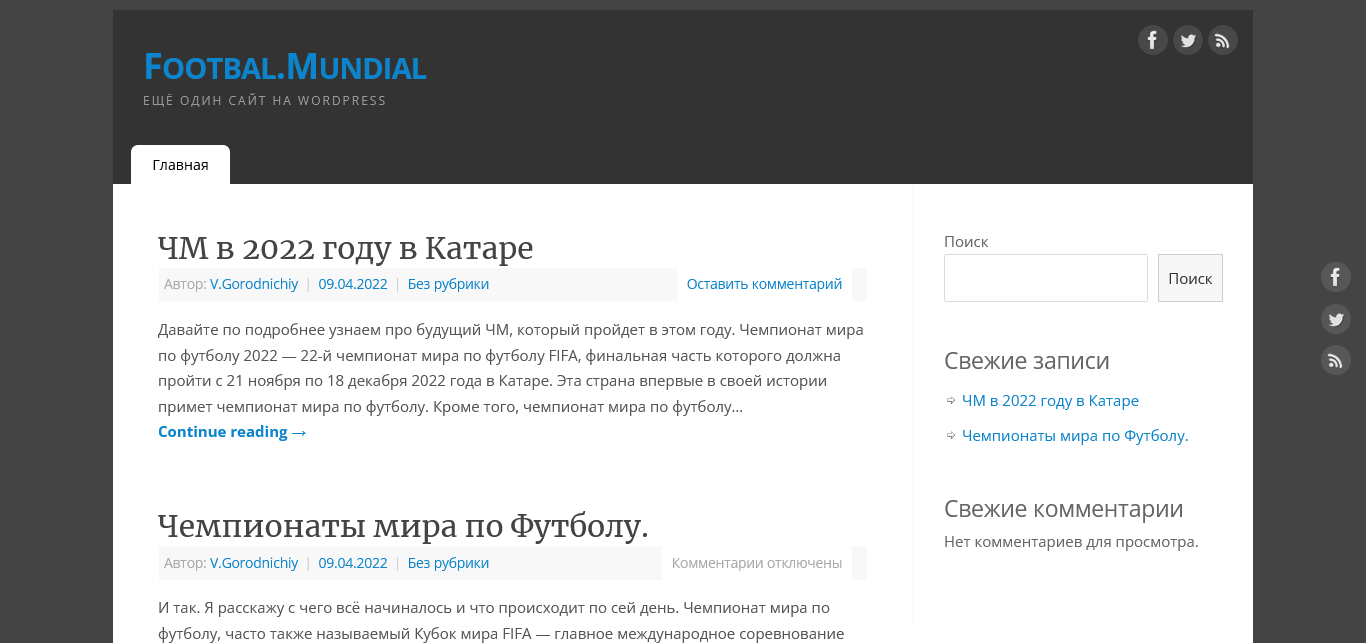 Footbal.Mundial
ЕЩЁ ОДИН САЙТ НА WORDPRESS
Главная
ЧМ в 2022 году в Катаре
Автор: V.Gorodnichiy | 09.04.2022 | Без рубрики Оставить комментарий
Давайте по подробнее узнаем про будущий ЧМ, который пройдет в этом году. Чемпионат мира
по футболу 2022 — 22-й чемпионат мира по футболу FIFA, финальная часть которого должна
пройти с 21 ноября по 18 декабря 2022 года в Катаре. Эта страна впервые в своей истории
примет чемпионат мира по футболу. Кроме того, чемпионат мира по футболу…
Continue reading →
Чемпионаты мира по Футболу.
Автор: V.Gorodnichiy | 09.04.2022 | Без рубрики Комментарии отключены
И так. Я расскажу с чего всё начиналось и что происходит по сей день. Чемпионат мира по
футболу, часто также называемый Кубок мира FIFA — главное международное соревнование
Поиск
Поиск
Свежие записи
ЧМ в 2022 году в Катаре
Чемпионаты мира по Футболу.
Свежие комментарии
Нет комментариев для просмотра.